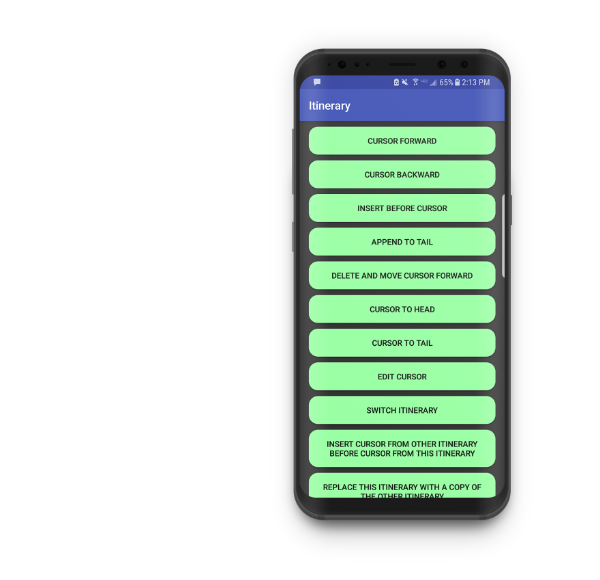 65% 2:13 PM
Itinerary
CURSOR FORWARD
CURSOR BACKWARD
INSERT BEFORE CURSOR
APPEND TO TAIL
DELETE AND MOVE CURSOR FORWARD
CURSOR TO HEAD
CURSOR TO TAIL
EDIT CURSOR
SWITCH ITINERARY
INSERT CURSOR FROM OTHER ITINERARY
BEFORE CURSOR FROM THIS ITINERARY
REPLACE THIS ITINERARY WITH A COPY OF
THE OTHER ITINERARY